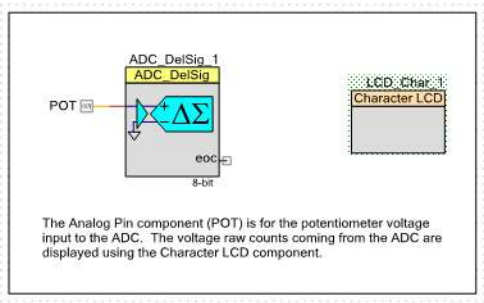 ADC_DelSig_1
ADC_DelSig
POT
ΔΣ
eoc
8-bit
LCD_Char_1
Character LCD
The Analog Pin component (POT) is for the potentiometer voltage
input to the ADC. The voltage raw counts coming from the ADC are
displayed using the Character LCD component.